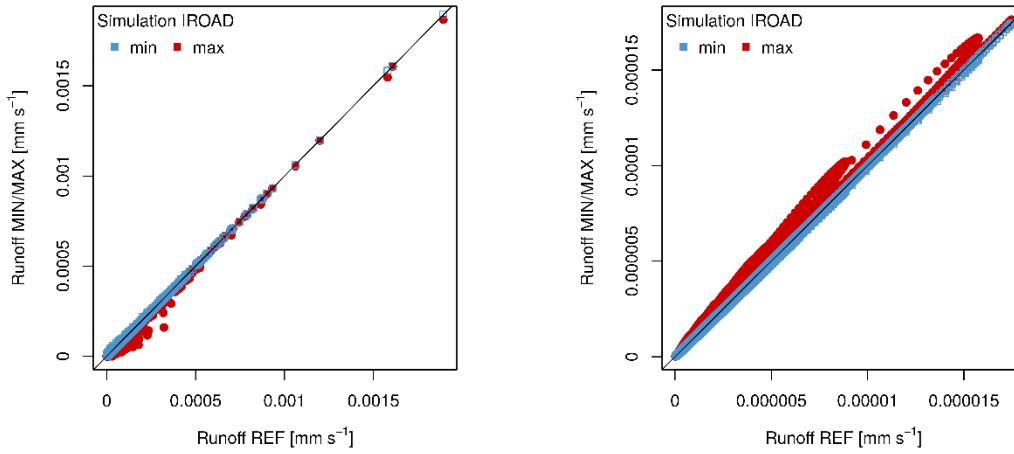 Simulation IROAD
min max
Runoff MIN/MAX [mm s⁻¹]
0.0015
0.001
0.0005
0
0 0.0005 0.001 0.0015
Runoff REF [mm s⁻¹]
Simulation IROAD
min max
Runoff MIN/MAX [mm s⁻¹]
0.000015
0.00001
0.000005
0
0 0.000005 0.00001 0.000015
Runoff REF [mm s⁻¹]